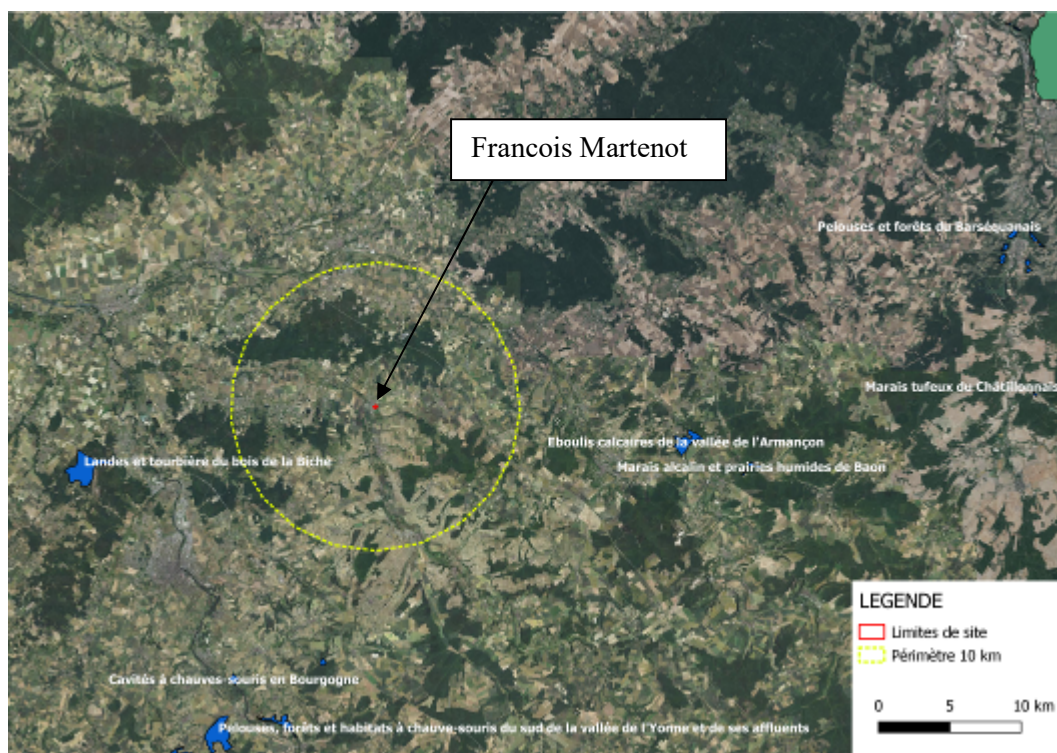 Francois Martenot
Pelouses et forêts du Barséquanais
Marais tufeux du Châtillonnais
Eboulis calcaires de la vallée de l'Armançon
Landes et tourbière du bois de la Biche
Marais alcalin et prairies humides de Baon
LEGENDE
Limites de site
Périmètre 10 km
Cavités à chauves-souris en Bourgogne
0 5 10 km
Pelouses, forêts et habitats à chauve-souris du sud de la vallée de l'Yonne et de ses affluents